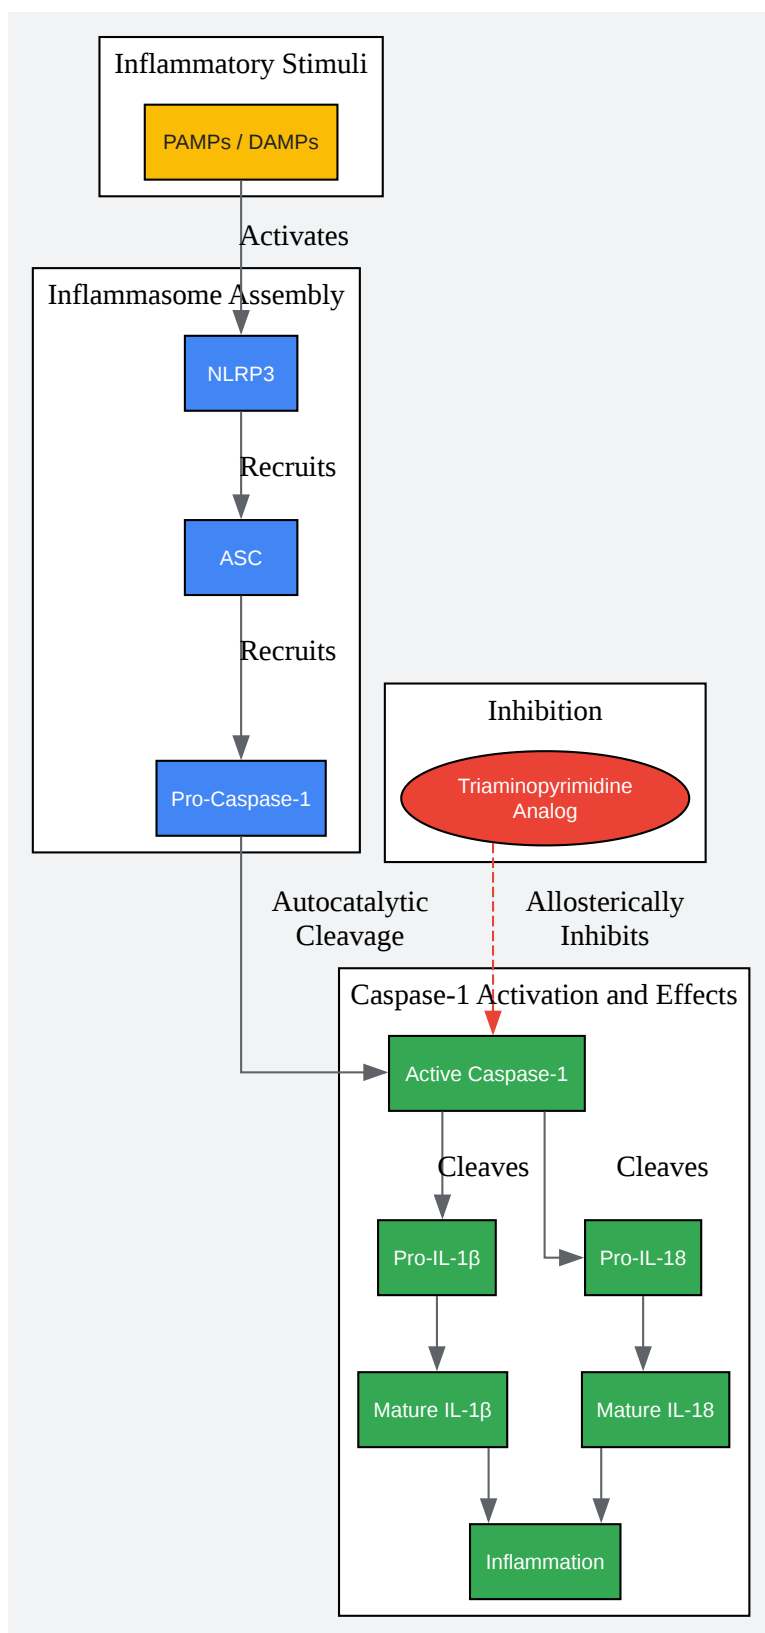 Inflammatory Stimuli
PAMPs / DAMPs
Activates
Inflammasome Assembly
NLRP3
Recruits
ASC
Recruits
Pro-Caspase-1
Inhibition
Triaminopyrimidine
Analog
Autocatalytic
Cleavage
Allosterically
Inhibits
Caspase-1 Activation and Effects
Active Caspase-1
Cleaves
Cleaves
Pro-IL-1β
Pro-IL-18
Mature IL-1β
Mature IL-18
Inflammation